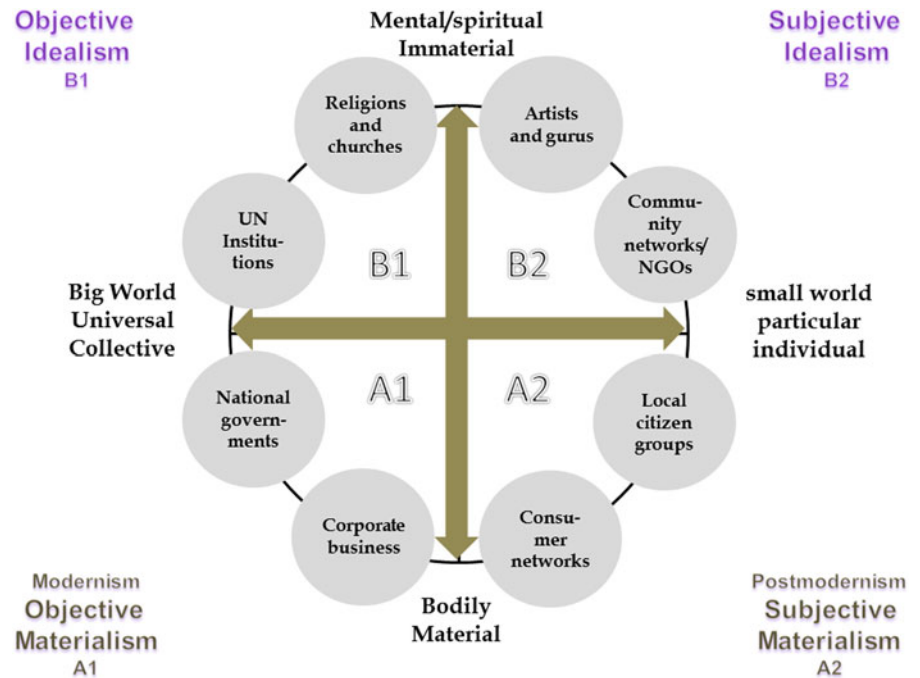 Objective
Idealism
B1
Mental/spiritual
Immaterial
Subjective
Idealism
B2
Religions
and
churches
Artists
and gurus
UN
Institu-
tions
Commu-
nity
networks/
NGOs
B1
B2
Big World
Universal
Collective
small world
particular
individual
A1
A2
National
govern-
ments
Local
citizen
groups
Corporate
business
Consu-
mer
networks
Modernism
Objective
Materialism
A1
Bodily
Material
Postmodernism
Subjective
Materialism
A2